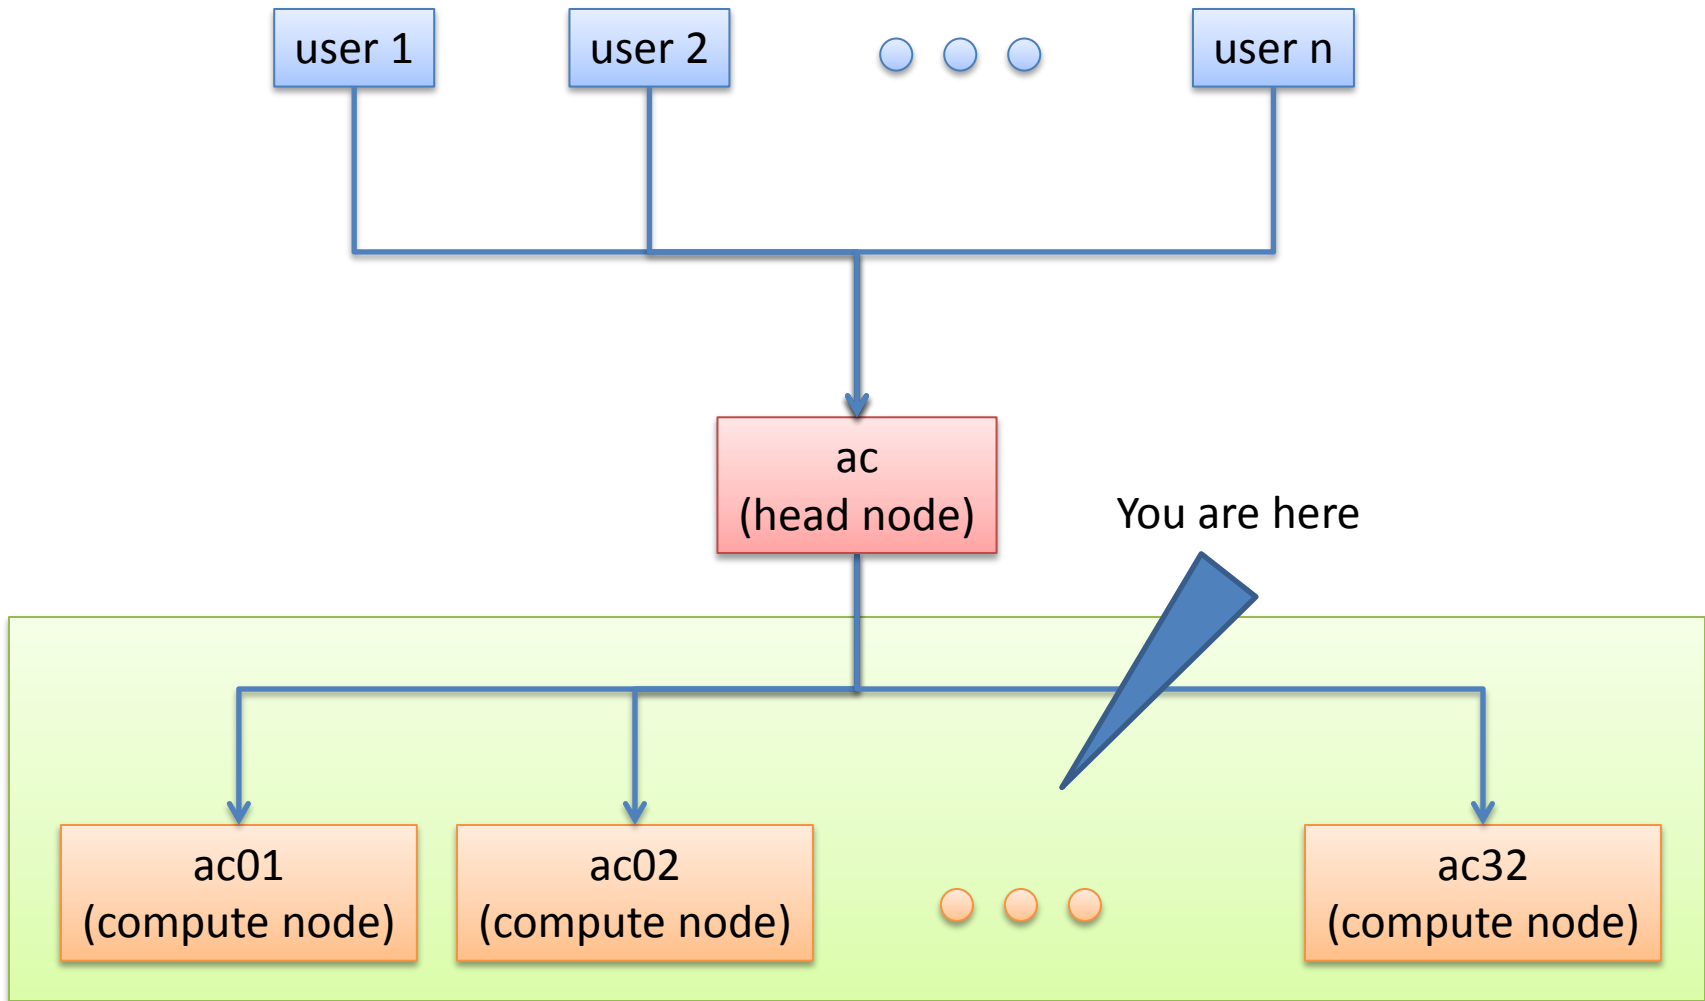 user 1
user 2
user n
ac
(head node)
You are here
ac01
(compute node)
ac02
(compute node)
ac32
(compute node)